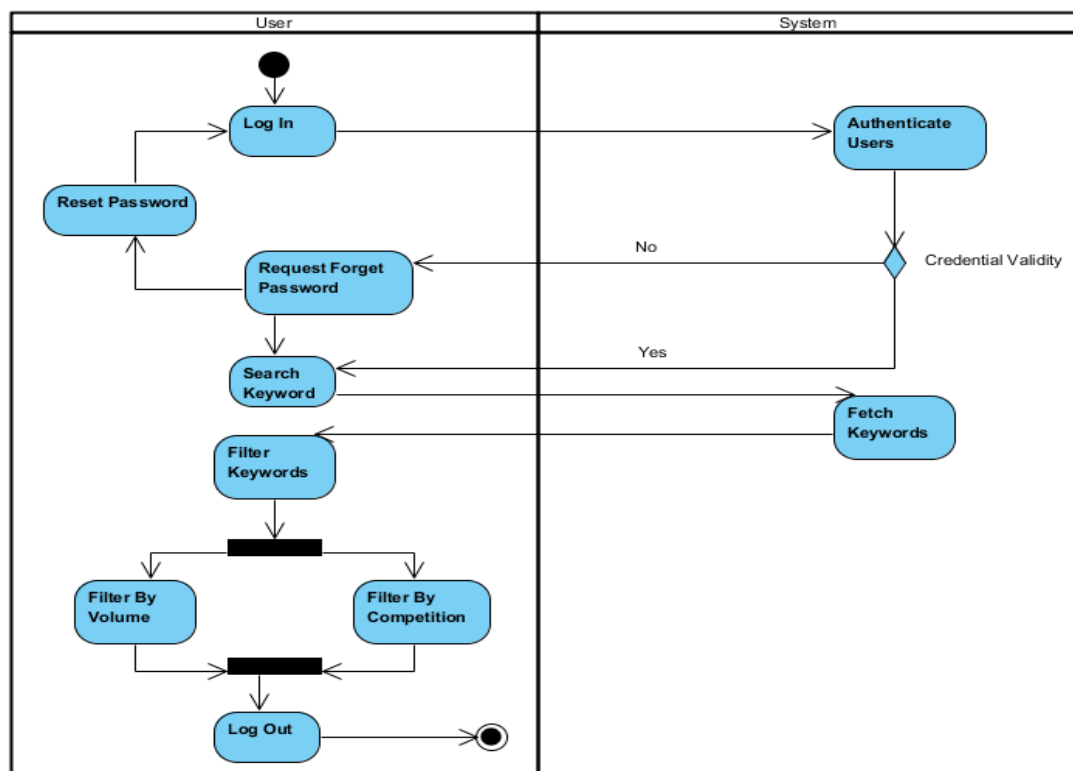 User
System
Log In
Authenticate
Users
Reset Password
No
Credential Validity
Request Forget
Password
Yes
Search
Keyword
Fetch
Keywords
Filter
Keywords
Filter By
Volume
Filter By
Competition
Log Out